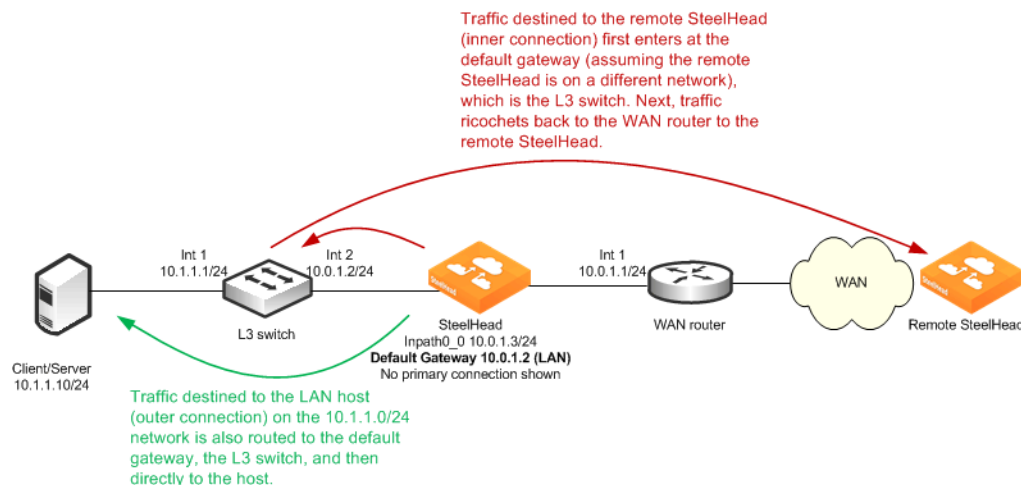 Traffic destined to the remote SteelHead
(inner connection) first enters at the
default gateway (assuming the remote
SteelHead is on a different network),
which is the L3 switch. Next, traffic
ricochets back to the WAN router to the
remote SteelHead.
Int 1
10.1.1.1/24
Int 2
10.0.1.2/24
Int 1
10.0.1.1/24
WAN
L3 switch
SteelHead
Inpath0_0 10.0.1.3/24
Default Gateway 10.0.1.2 (LAN)
No primary connection shown
WAN router
Remote SteelHead
Client/Server
10.1.1.10/24
Traffic destined to the LAN host
(outer connection) on the 10.1.1.0/24
network is also routed to the default
gateway, the L3 switch, and then
directly to the host.